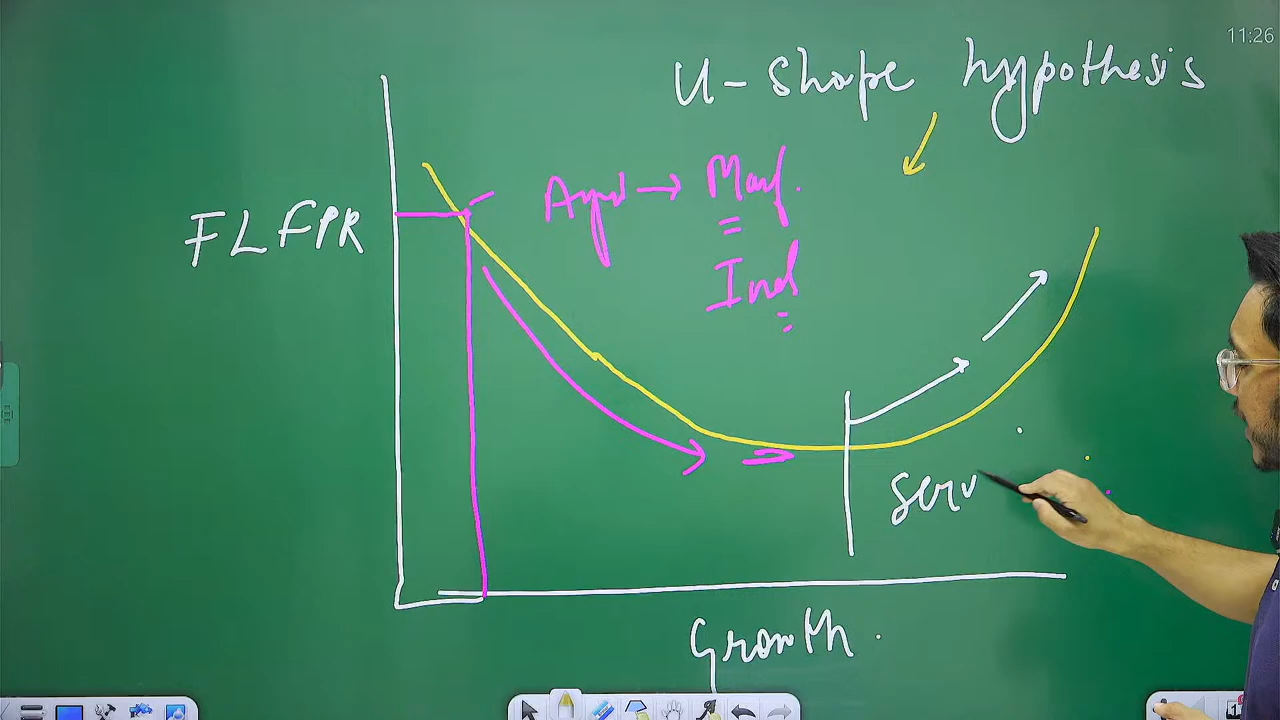 11:26
U-Shape hypothesis
Agri → Manf.
Ind
FLFPR
Serv
Growth.